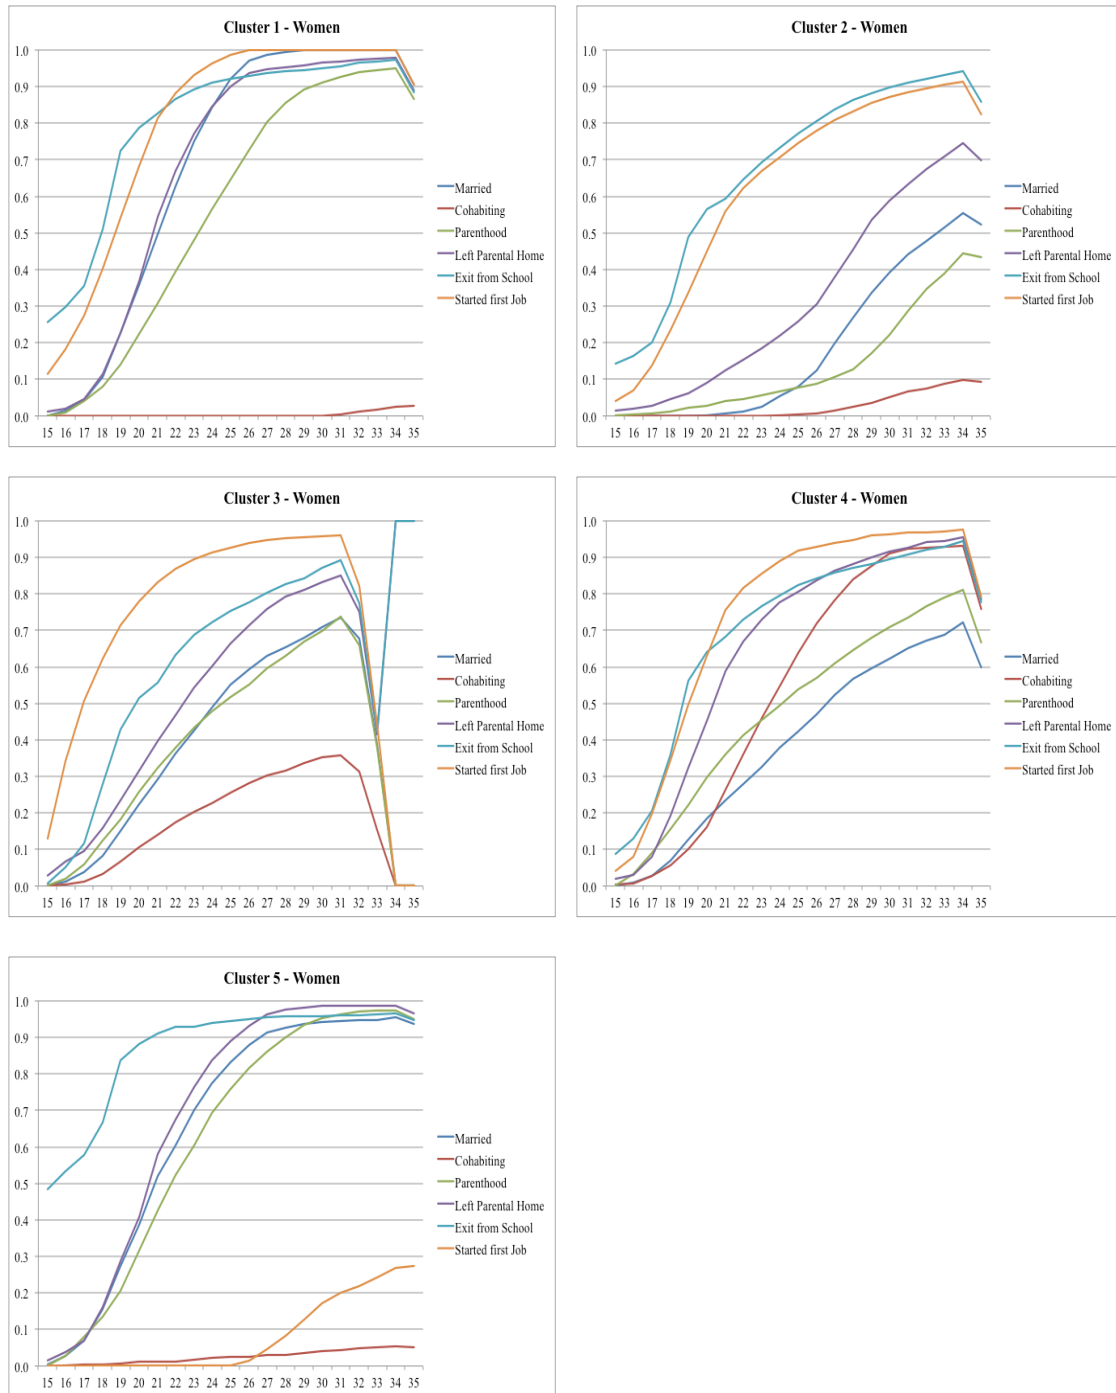 Cluster 1 - Women
1.0
0.9
0.8
0.7
0.6
0.5
0.4
0.3
0.2
0.1
0.0
15 16 17 18 19 20 21 22 23 24 25 26 27 28 29 30 31 32 33 34 35
Married
Cohabiting
Parenthood
Left Parental Home
Exit from School
Started first Job
Cluster 2 - Women
1.0
0.9
0.8
0.7
0.6
0.5
0.4
0.3
0.2
0.1
0.0
15 16 17 18 19 20 21 22 23 24 25 26 27 28 29 30 31 32 33 34 35
Married
Cohabiting
Parenthood
Left Parental Home
Exit from School
Started first Job
Cluster 3 - Women
1.0
0.9
0.8
0.7
0.6
0.5
0.4
0.3
0.2
0.1
0.0
15 16 17 18 19 20 21 22 23 24 25 26 27 28 29 30 31 32 33 34 35
Married
Cohabiting
Parenthood
Left Parental Home
Exit from School
Started first Job
Cluster 4 - Women
1.0
0.9
0.8
0.7
0.6
0.5
0.4
0.3
0.2
0.1
0.0
15 16 17 18 19 20 21 22 23 24 25 26 27 28 29 30 31 32 33 34 35
Married
Cohabiting
Parenthood
Left Parental Home
Exit from School
Started first Job
Cluster 5 - Women
1.0
0.9
0.8
0.7
0.6
0.5
0.4
0.3
0.2
0.1
0.0
15 16 17 18 19 20 21 22 23 24 25 26 27 28 29 30 31 32 33 34 35
Married
Cohabiting
Parenthood
Left Parental Home
Exit from School
Started first Job